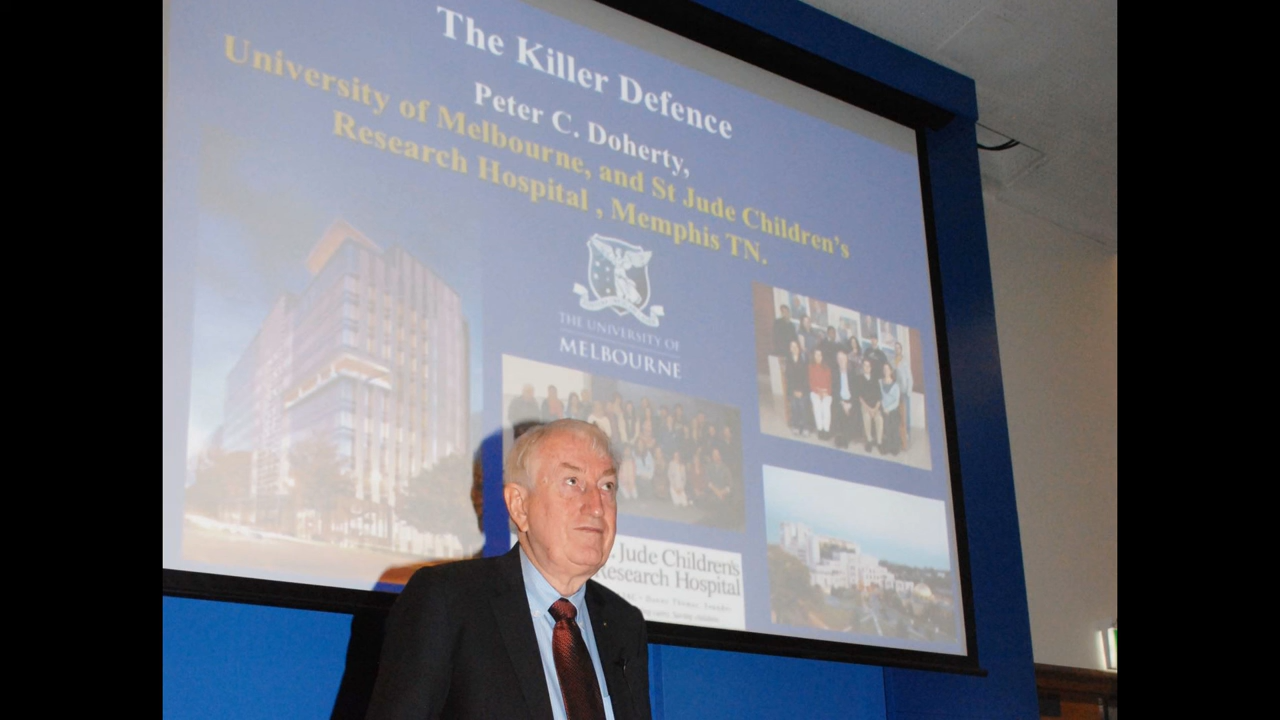 The Killer Defence
Peter C. Doherty,
University of Melbourne, and St Jude Children's
Research Hospital , Memphis TN.
THE UNIVERSITY OF
MELBOURNE
Jude Children's
Research Hospital